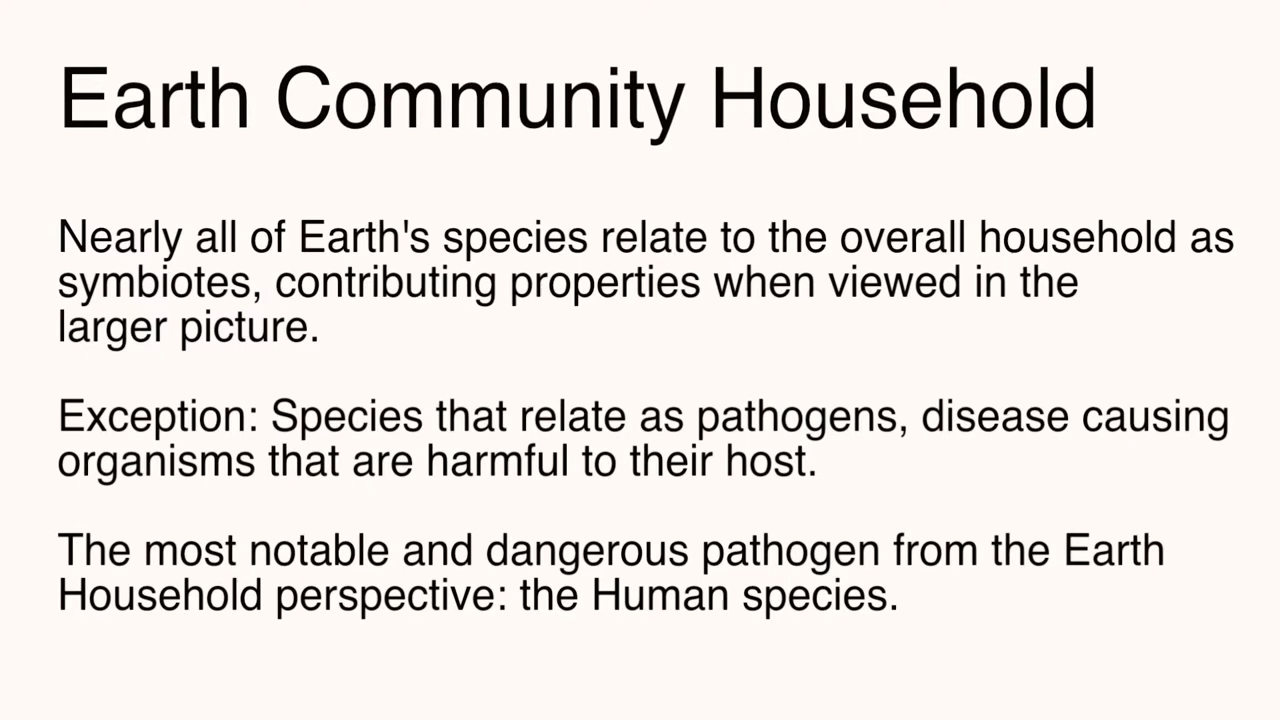 Earth Community Household
Nearly all of Earth's species relate to the overall household as
symbiotes, contributing properties when viewed in the
larger picture.
Exception: Species that relate as pathogens, disease causing
organisms that are harmful to their host.
The most notable and dangerous pathogen from the Earth
Household perspective: the Human species.